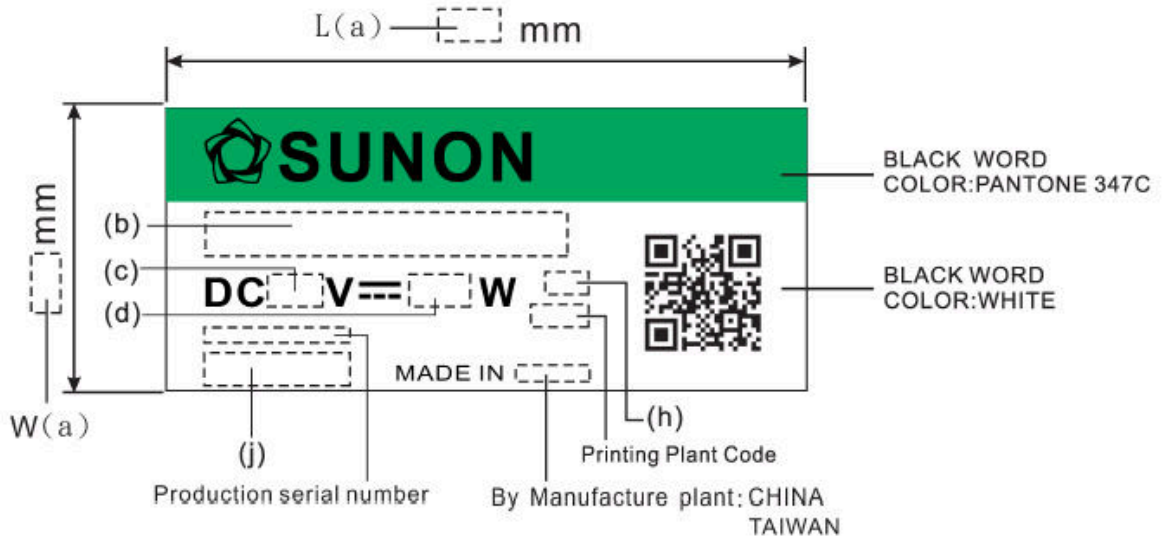 L(a) mm
SUNON
BLACK WORD
COLOR:PANTONE 347C
mm
(b)
(c)
DC V W
(d)
BLACK WORD
COLOR:WHITE
MADE IN
W(a)
(j)
(h)
Printing Plant Code
Production serial number
By Manufacture plant: CHINA
TAIWAN